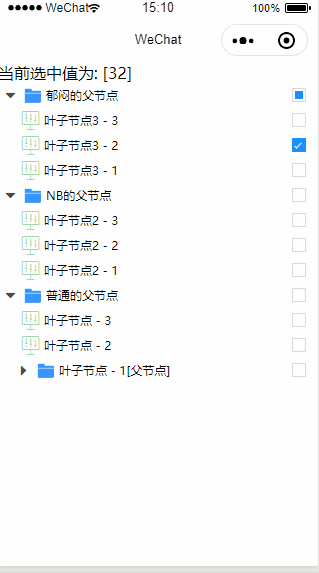 WeChat 15:10 100%
WeChat
当前选中值为: [32]
郁闷的父节点
叶子节点3 - 3
叶子节点3 - 2
叶子节点3 - 1
NB的父节点
叶子节点2 - 3
叶子节点2 - 2
叶子节点2 - 1
普通的父节点
叶子节点 - 3
叶子节点 - 2
叶子节点 - 1[父节点]